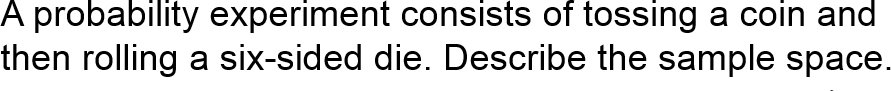 A probability experiment consists of tossing a coin and
then rolling a six-sided die. Describe the sample space.